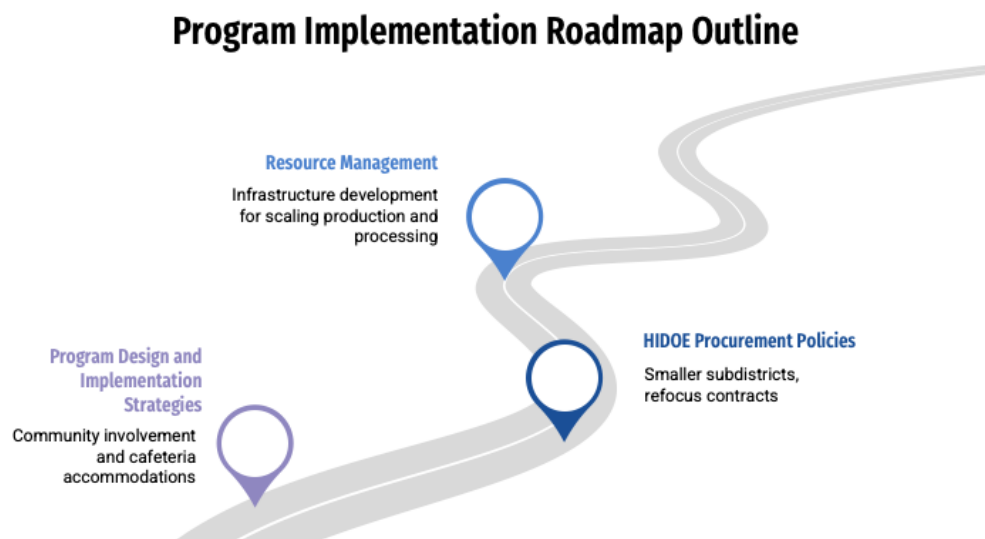 Program Implementation Roadmap Outline
Resource Management
Infrastructure development
for scaling production and
processing
HIDOE Procurement Policies
Smaller subdistricts,
refocus contracts
Program Design and
Implementation
Strategies
Community involvement
and cafeteria
accommodations